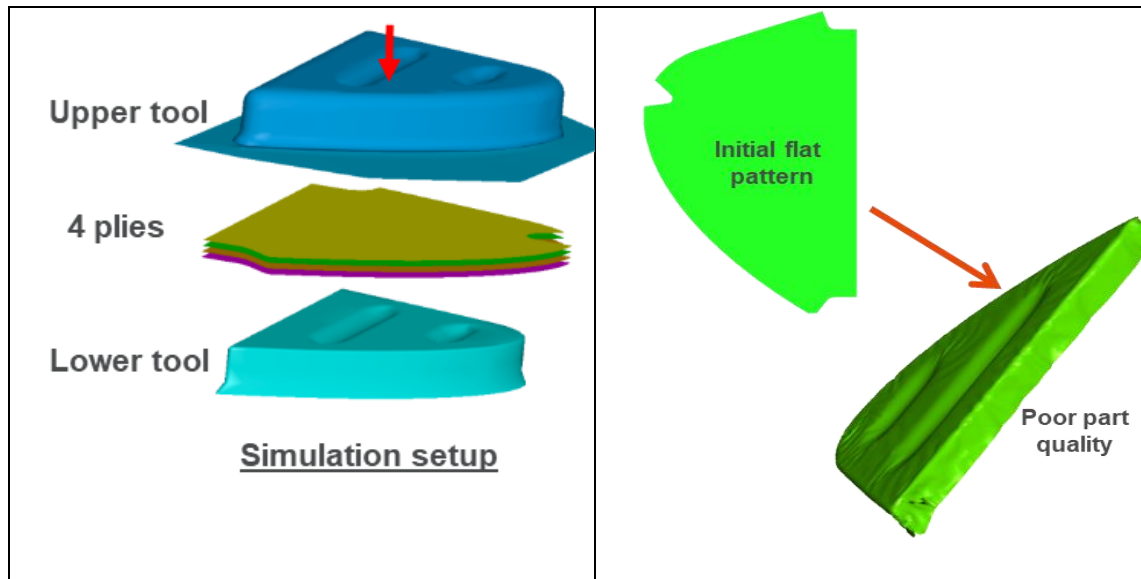 Upper tool
4 plies
Lower tool
Simulation setup
Initial flat
pattern
Poor part
quality